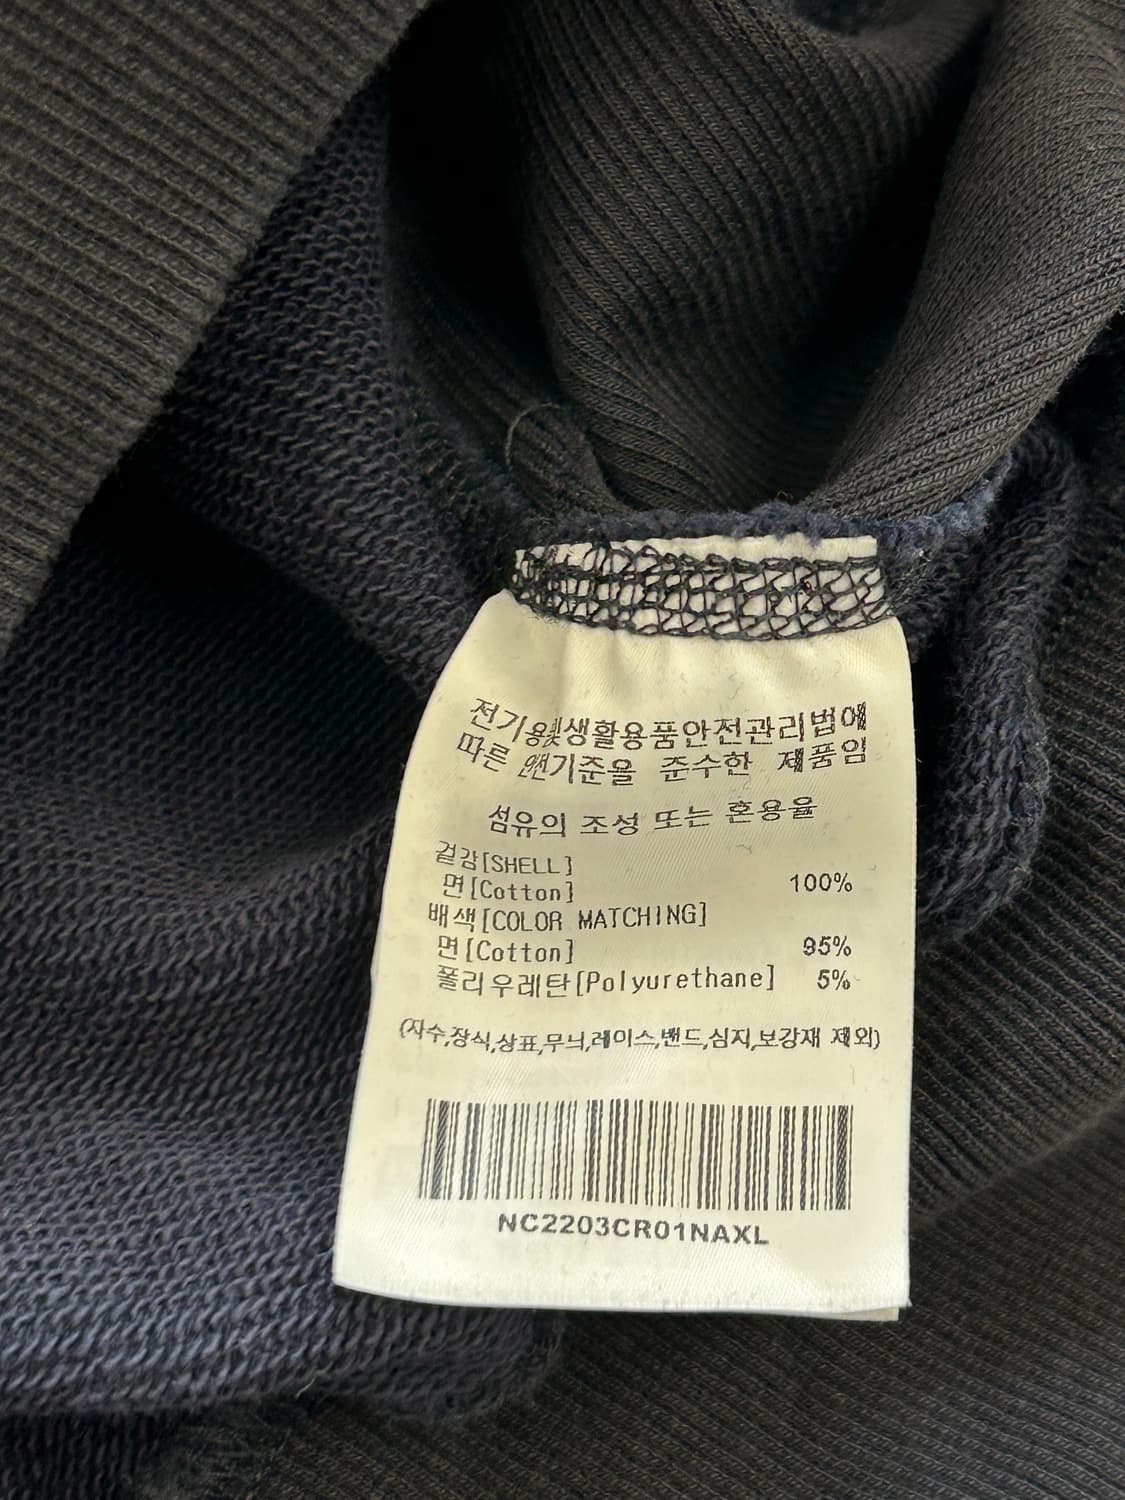 전기용및생활용품안전관리법에
따른 안전기준을 준수한 제품임
섬유의 조성 또는 혼용율
겉감[SHELL]
면[Cotton] 100%
배색[COLOR MATCHING]
면[Cotton] 95%
폴리우레탄[Polyurethane] 5%
(자수,장식,상표,무늬,레이스,밴드,심지,보강재 제외)
NC2203CR01NAXL